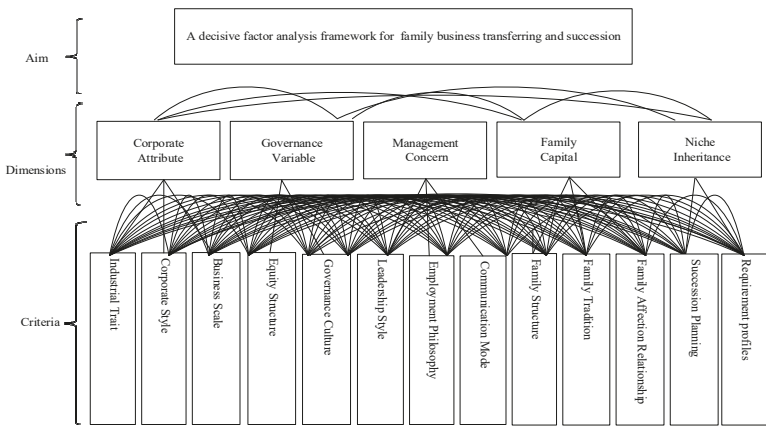 Aim
A decisive factor analysis framework for family business transferring and succession
Dimensions
Corporate
Attribute
Governance
Variable
Management
Concern
Family
Capital
Niche
Inheritance
Criteria
Industrial Trait
Corporate Style
Business Scale
Equity Structure
Governance Culture
Leadership Style
Employment Philosophy
Communication Mode
Family Structure
Family Tradition
Family Affection Relationship
Succession Planning
Requirement profiles